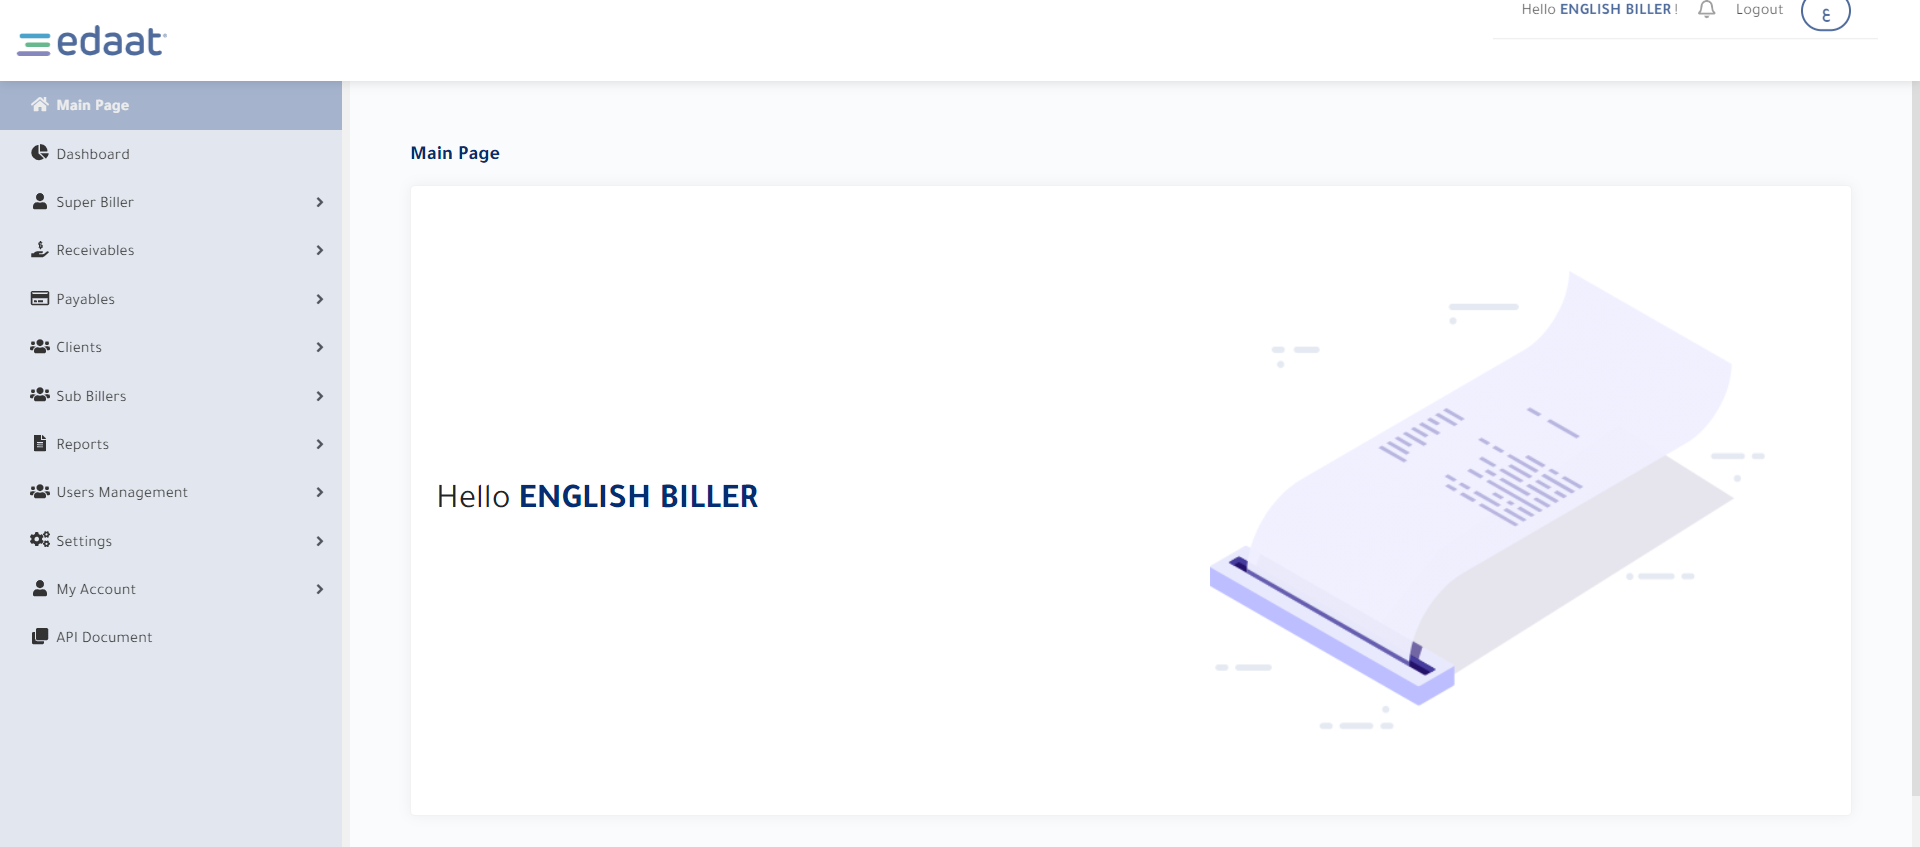 edaat
Hello ENGLISH BILLER !
Logout
ع
Main Page
Dashboard
Super Biller
Receivables
Payables
Clients
Sub Billers
Reports
Users Management
Settings
My Account
API Document
Main Page
Hello ENGLISH BILLER